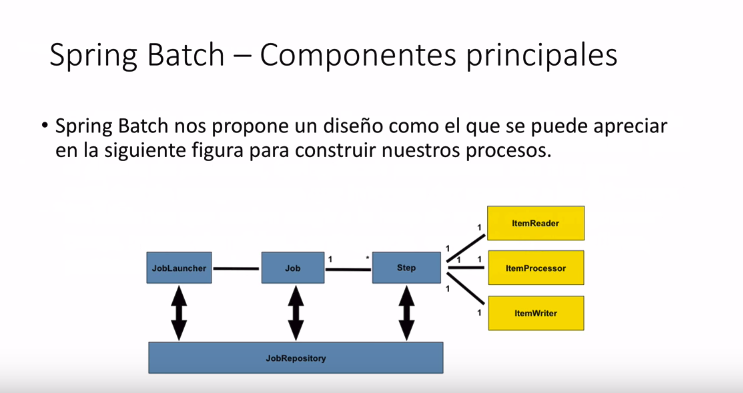 Spring Batch – Componentes principales
• Spring Batch nos propone un diseño como el que se puede apreciar
en la siguiente figura para construir nuestros procesos.
JobLauncher
Job
1
*
Step
1
1
ItemReader
1
1
ItemProcessor
1
1
ItemWriter
JobRepository